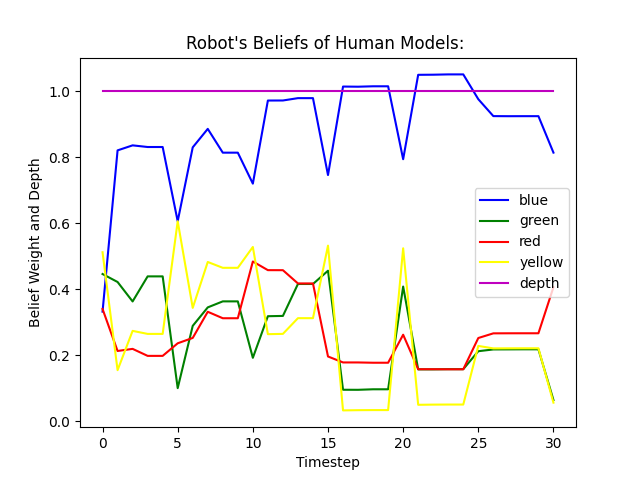 Robot's Beliefs of Human Models:
Belief Weight and Depth
1.0
0.8
0.6
0.4
0.2
0.0
blue
green
red
yellow
depth
0 5 10 15 20 25 30
Timestep